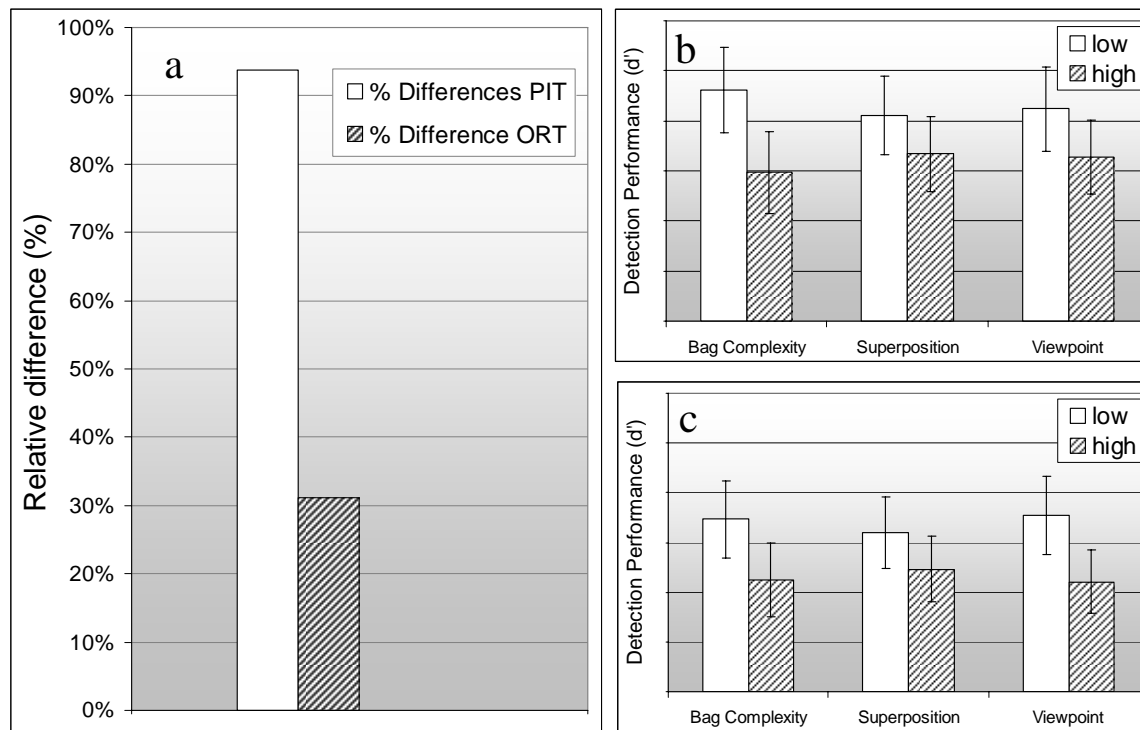 100%
90%
80%
70%
60%
50%
40%
30%
20%
10%
0%
Relative difference (%)
a
% Differences PIT
% Difference ORT
b
Detection Performance (d')
low
high
Bag Complexity
Superposition
Viewpoint
c
Detection Performance (d')
low
high
Bag Complexity
Superposition
Viewpoint